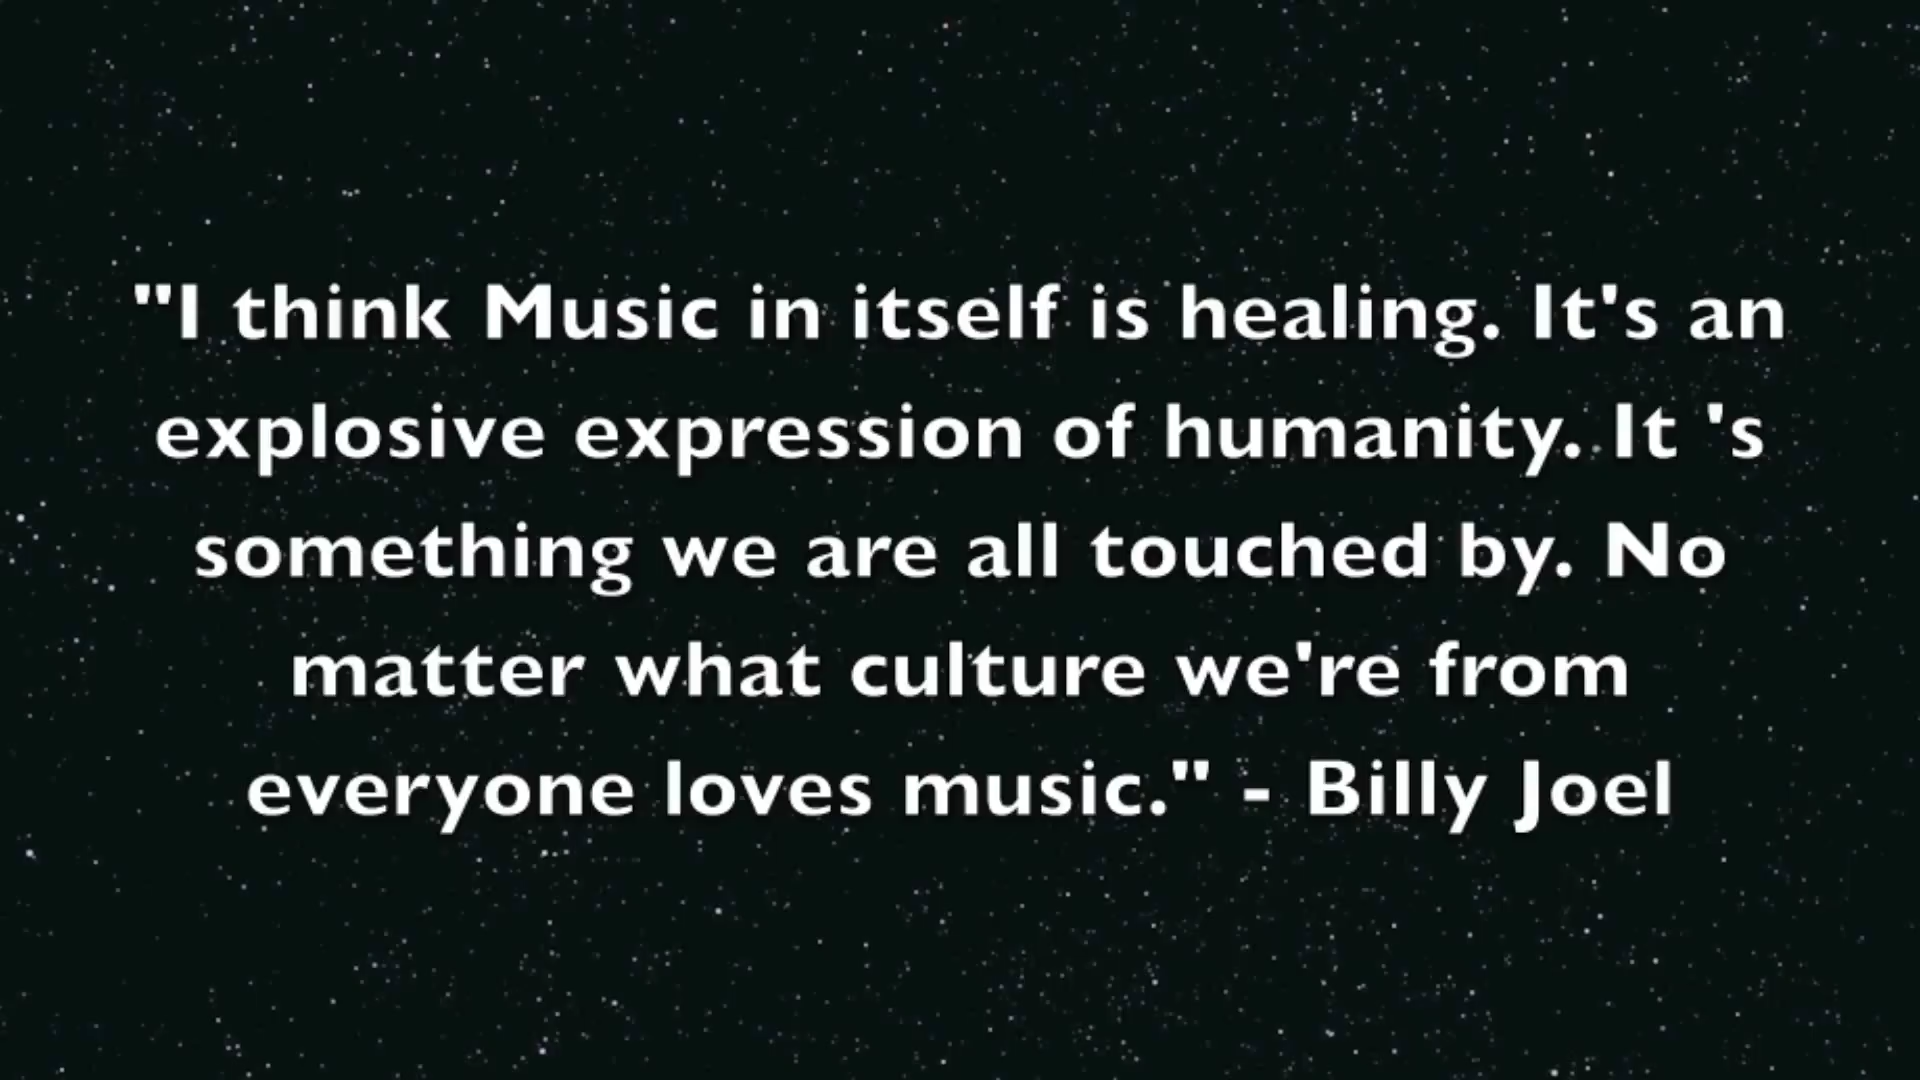 "I think Music in itself is healing. It's an
explosive expression of humanity. It 's
something we are all touched by. No
matter what culture we're from
everyone loves music." - Billy Joel